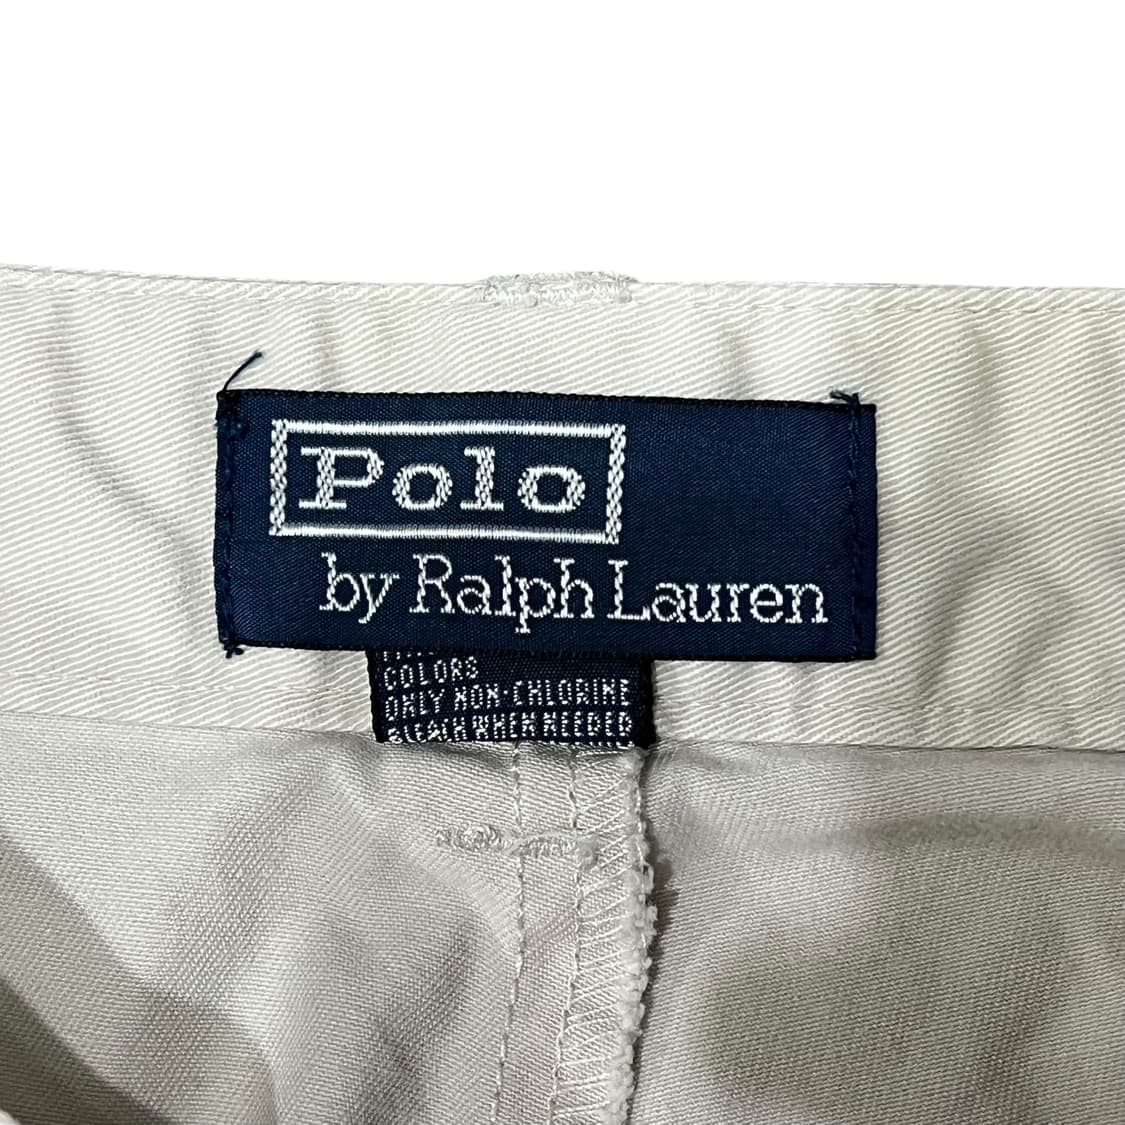 Polo
by Ralph Lauren
COLORS
ONLY NON-CHLORINE
BLEACH WHEN NEEDED